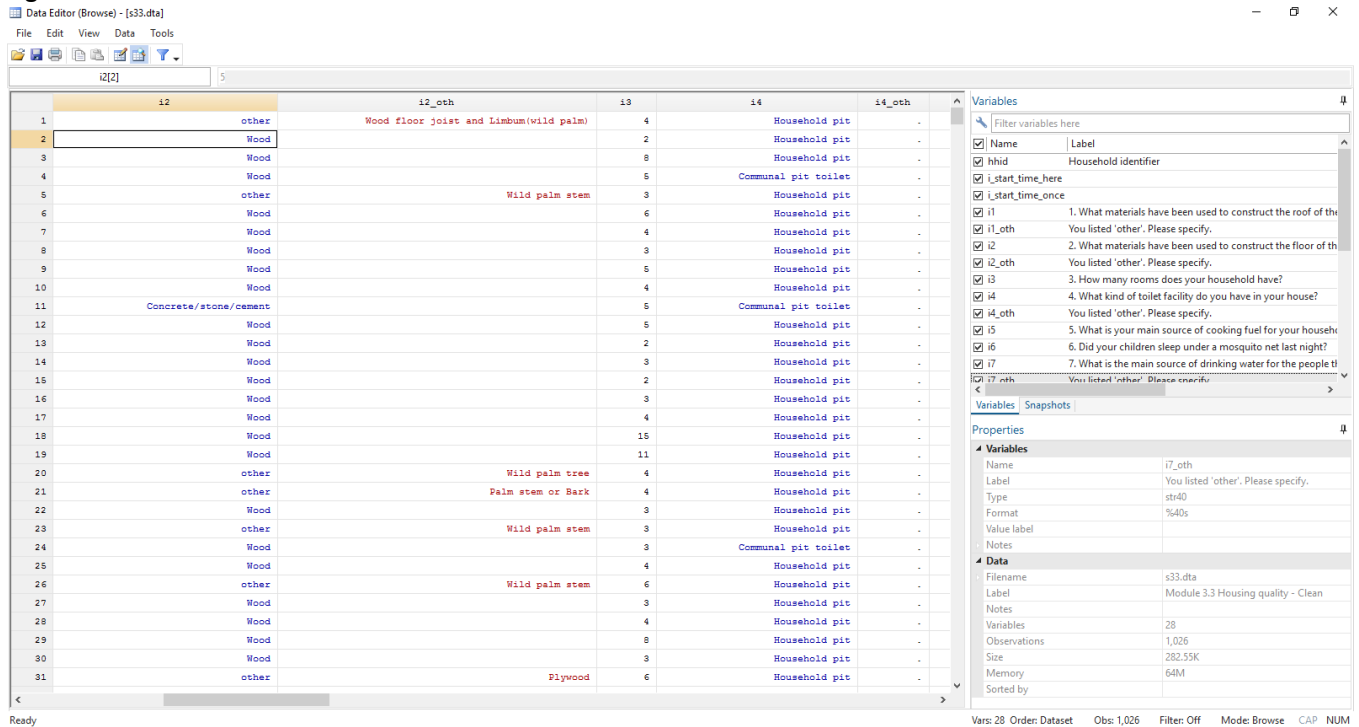 Data Editor (Browse) - [s33.dta]
File Edit View Data Tools
i2[2] 5
i2 i2_oth i3 i4 i4_oth
1 other Wood floor joist and Limbum(wild palm) 4 Household pit .
2 Wood 2 Household pit .
3 Wood 8 Household pit .
4 Wood 5 Communal pit toilet .
5 other Wild palm stem 3 Household pit .
6 Wood 6 Household pit .
7 Wood 4 Household pit .
8 Wood 3 Household pit .
9 Wood 5 Household pit .
10 Wood 4 Household pit .
11 Concrete/stone/cement 5 Communal pit toilet .
12 Wood 5 Household pit .
13 Wood 2 Household pit .
14 Wood 3 Household pit .
15 Wood 2 Household pit .
16 Wood 3 Household pit .
17 Wood 4 Household pit .
18 Wood 15 Household pit .
19 Wood 11 Household pit .
20 other Wild palm tree 4 Household pit .
21 other Palm stem or Bark 4 Household pit .
22 Wood 3 Household pit .
23 other Wild palm stem 3 Household pit .
24 Wood 3 Communal pit toilet .
25 Wood 4 Household pit .
26 other Wild palm stem 6 Household pit .
27 Wood 3 Household pit .
28 Wood 4 Household pit .
29 Wood 8 Household pit .
30 Wood 3 Household pit .
31 other Plywood 6 Household pit .
Variables
Filter variables here
Name Label
hhid Household identifier
i_start_time_here
i_start_time_once
i1 1. What materials have been used to construct the roof of the
i1_oth You listed 'other'. Please specify.
i2 2. What materials have been used to construct the floor of th
i2_oth You listed 'other'. Please specify.
i3 3. How many rooms does your household have?
i4 4. What kind of toilet facility do you have in your house?
i4_oth You listed 'other'. Please specify.
i5 5. What is your main source of cooking fuel for your househo
i6 6. Did your children sleep under a mosquito net last night?
i7 7. What is the main source of drinking water for the people th
i7_oth You listed 'other'. Please specify.
Variables Snapshots
Properties
Variables
Name i7_oth
Label You listed 'other'. Please specify.
Type str40
Format %40s
Value label
Notes
Data
Filename s33.dta
Label Module 3.3 Housing quality - Clean
Notes
Variables 28
Observations 1,026
Size 282.55K
Memory 64M
Sorted by
Ready Vars: 28 Order: Dataset Obs: 1,026 Filter: Off Mode: Browse CAP NUM